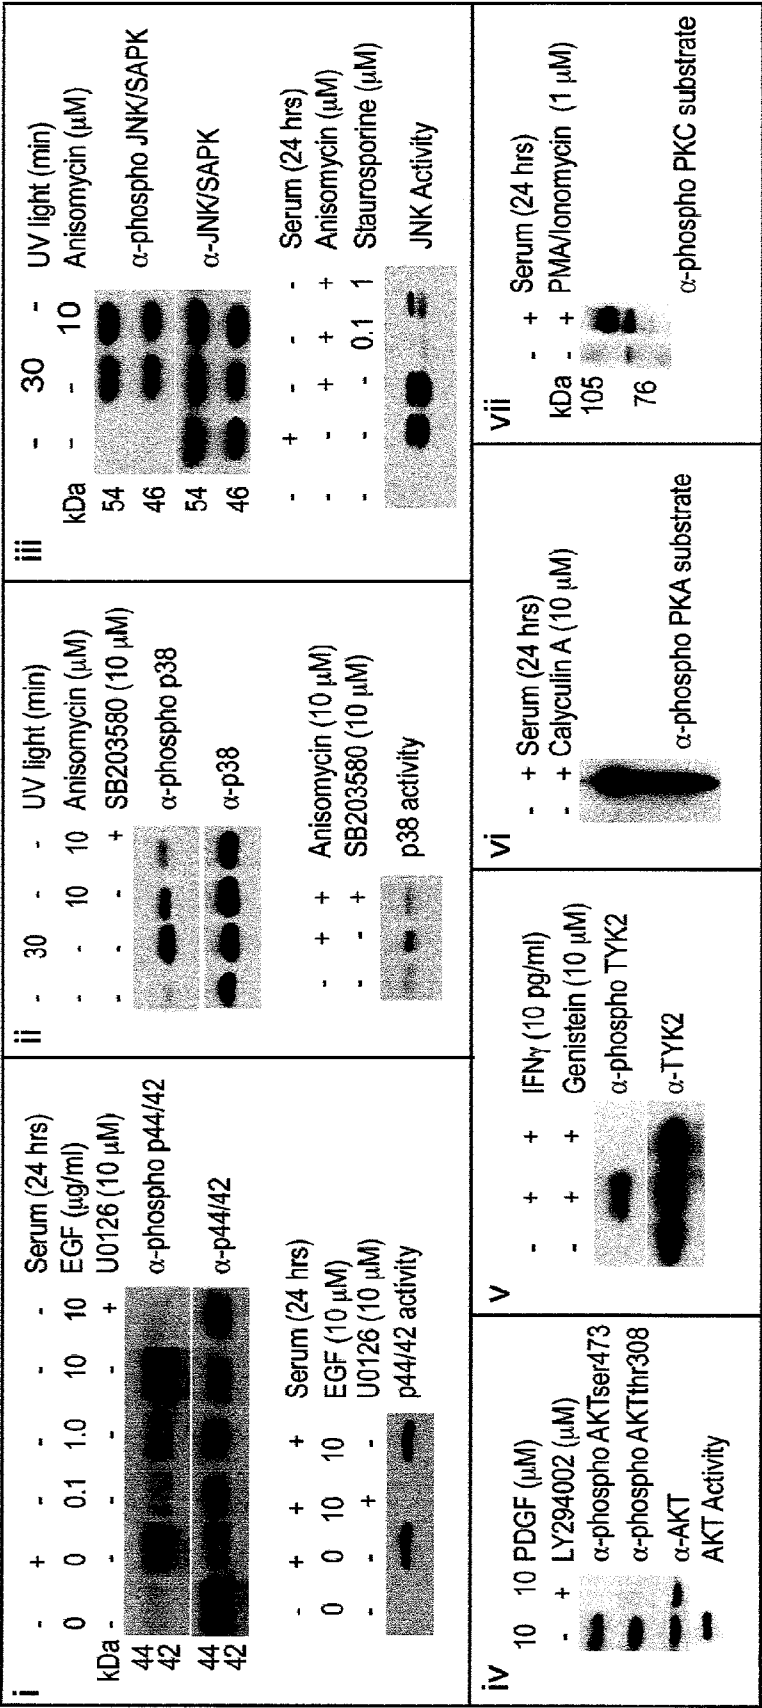 i
- + - - - - Serum (24 hrs)
0 0 0.1 1.0 10 10 EGF (µg/ml)
kDa - - - - - + U0126 (10 µM)
44
42
α-phospho p44/42
44
42
α-p44/42
- + + + Serum (24 hrs)
0 0 10 10 EGF (10 µM)
- - + - U0126 (10 µM)
p44/42 activity
ii
- 30 - - UV light (min)
- - 10 10 Anisomycin (µM)
- - - + SB203580 (10 µM)
α-phospho p38
α-p38
- + + Anisomycin (10 µM)
- - + SB203580 (10 µM)
p38 activity
iii
- 30 - UV light (min)
kDa - - 10 Anisomycin (µM)
54
46
α-phospho JNK/SAPK
54
46
α-JNK/SAPK
- + - - - Serum (24 hrs)
- - + + + Anisomycin (µM)
- - - 0.1 1 Staurosporine (µM)
JNK Activity
iv
10 10 PDGF (µM)
- + LY294002 (µM)
α-phospho AKTser473
α-phospho AKTthr308
α-AKT
AKT Activity
v
- + + IFNγ (10 pg/ml)
- + + Genistein (10 µM)
α-phospho TYK2
α-TYK2
vi
- + Serum (24 hrs)
- + Calyculin A (10 µM)
α-phospho PKA substrate
vii
- + Serum (24 hrs)
kDa - + PMA/Ionomycin (1 µM)
105
76
α-phospho PKC substrate